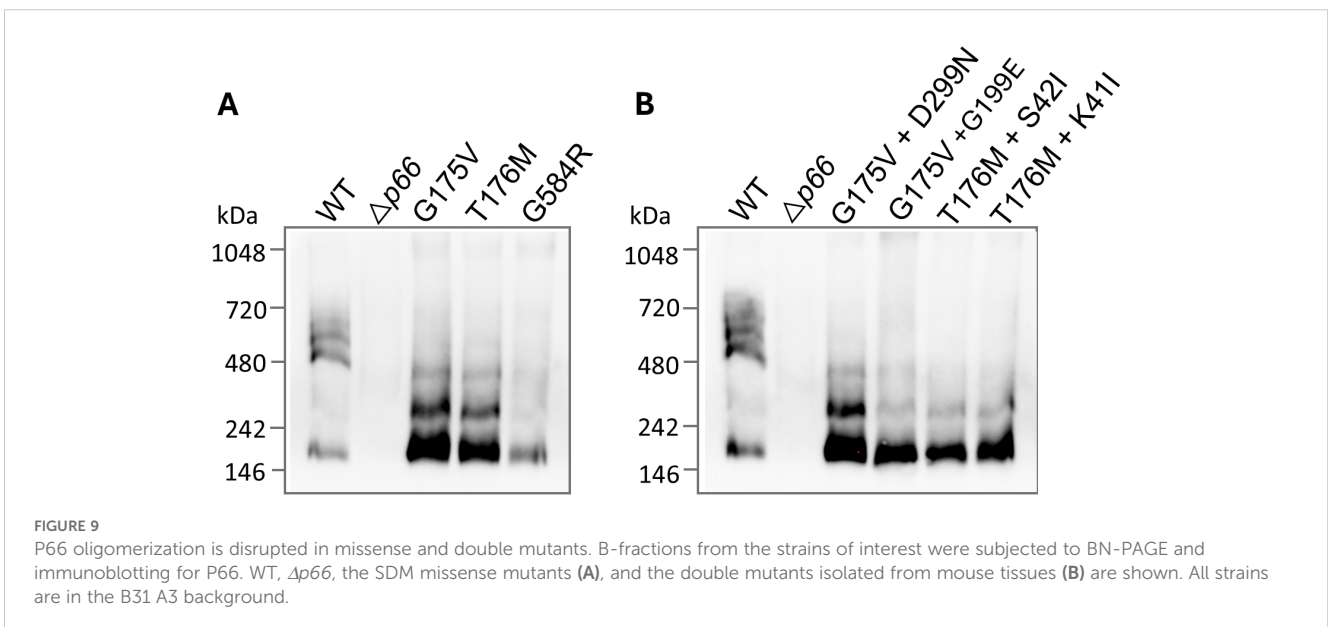 A
B
kDa
WT
Δp66
G175V
T176M
G584R
1048
720
480
242
146
kDa
WT
Δp66
G175V + D299N
G175V +G199E
T176M + S42I
T176M + K41I
1048
720
480
242
146
FIGURE 9
P66 oligomerization is disrupted in missense and double mutants. B-fractions from the strains of interest were subjected to BN-PAGE and
immunoblotting for P66. WT, Δp66, the SDM missense mutants (A), and the double mutants isolated from mouse tissues (B) are shown. All strains
are in the B31 A3 background.